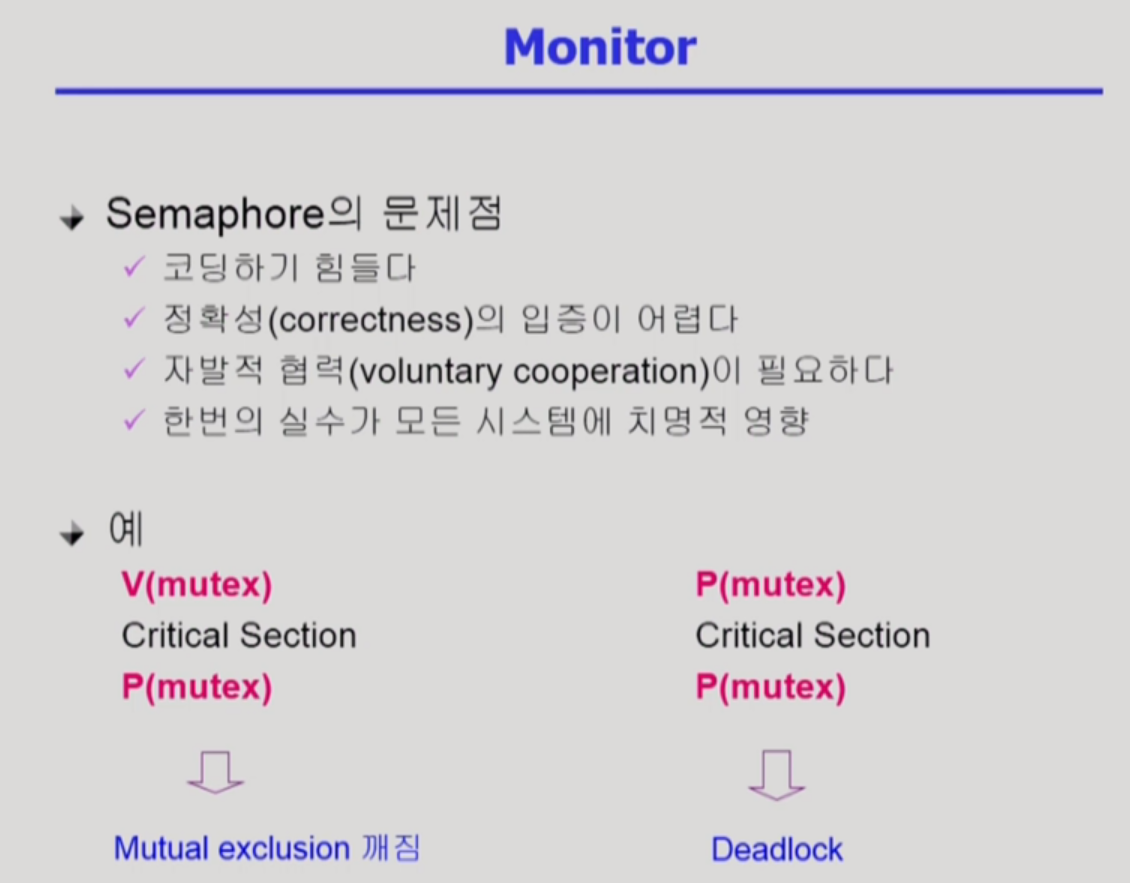 Monitor
Semaphore의 문제점
코딩하기 힘들다
정확성(correctness)의 입증이 어렵다
자발적 협력(voluntary cooperation)이 필요하다
한번의 실수가 모든 시스템에 치명적 영향
예
V(mutex)
Critical Section
P(mutex)
Mutual exclusion 깨짐
P(mutex)
Critical Section
P(mutex)
Deadlock